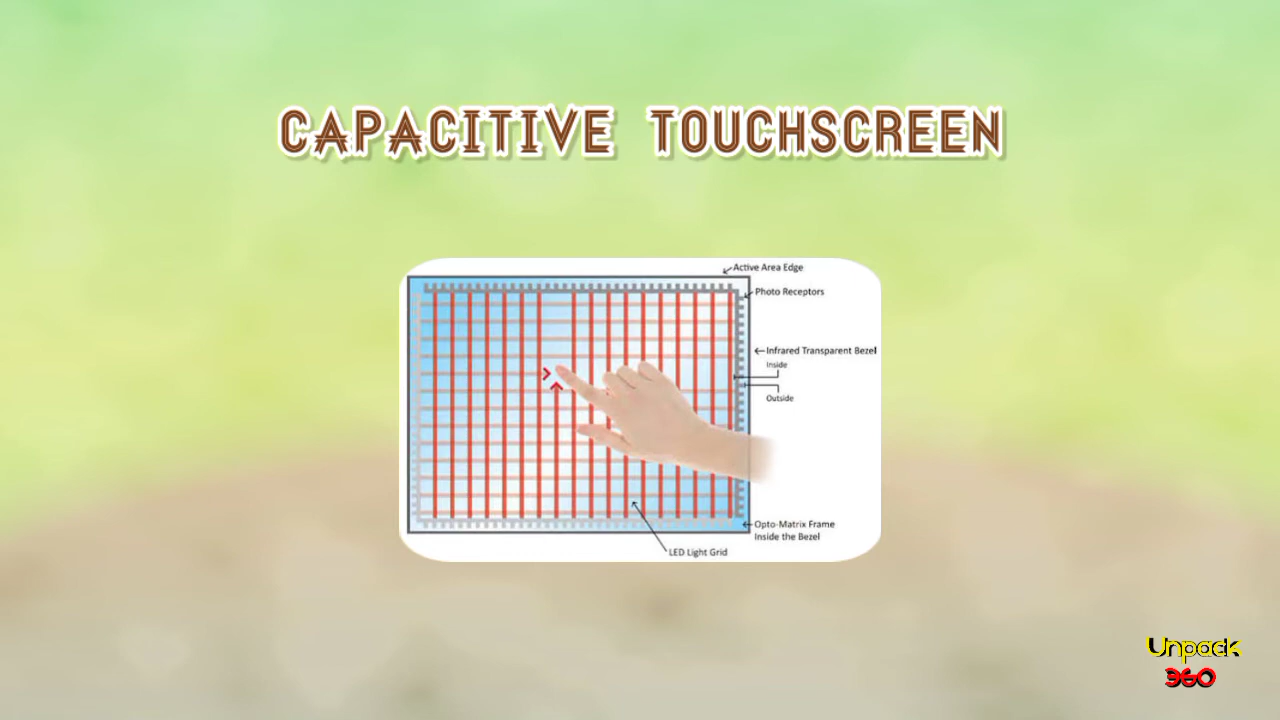 CAPACITIVE TOUCHSCREEN
Active Area Edge
Photo Receptors
Infrared Transparent Bezel
Inside
Outside
Opto-Matrix Frame
Inside the Bezel
LED Light Grid
Unpack
360